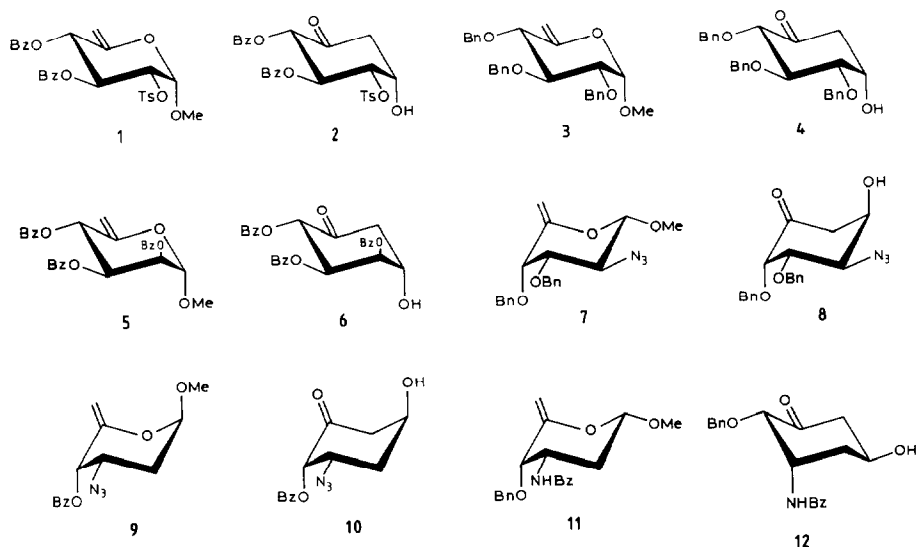 BzO O BzO OTs OMe
1
BzO O BzO OTs OH
2
BnO O BnO BnO OMe
3
BnO O BnO BnO OH
4
BzO O BzO BzO OMe
5
BzO O BzO BzO OH
6
O OMe N3 OBn BnO
7
OH O N3 OBn BnO
8
OMe O N3 BzO
9
OH O N3 BzO
10
O OMe NHBz BnO
11
BnO O OH NHBz
12